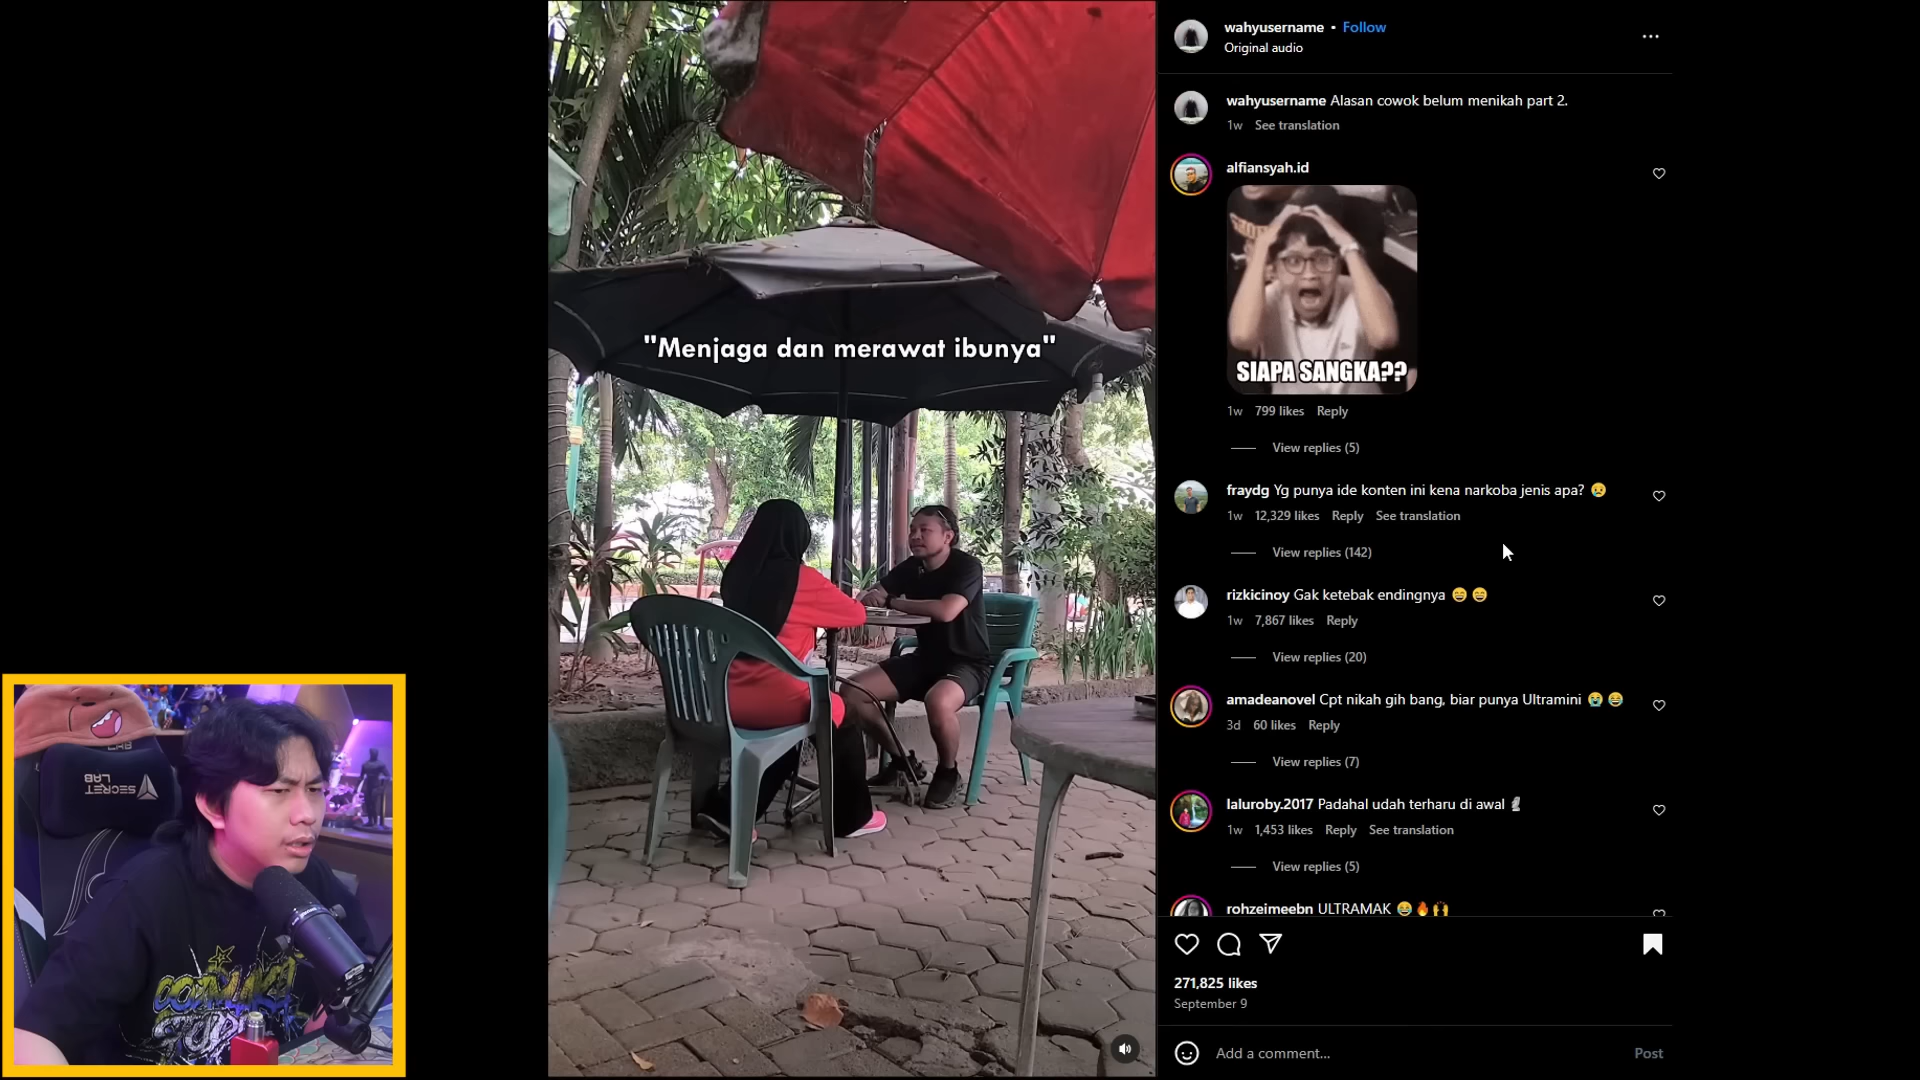 wahyusername • Follow
Original audio
wahyusername Alasan cowok belum menikah part 2.
1w See translation
alfiansyah.id
SIAPA SANGKA??
1w 799 likes Reply
View replies (5)
fraydg Yg punya ide konten ini kena narkoba jenis apa? 😢
1w 12,329 likes Reply See translation
View replies (142)
rizkicinoy Gak ketebak endingnya 😄😄
1w 7,867 likes Reply
View replies (20)
amadeanovel Cpt nikah gih bang, biar punya Ultramini 😭😂
3d 60 likes Reply
View replies (7)
laluroby.2017 Padahal udah terharu di awal 🗿
1w 1,453 likes Reply See translation
View replies (5)
rohzeimeebn ULTRAMAK 😂🔥🙌
271,825 likes
September 9
Add a comment...
Post
"Menjaga dan merawat ibunya"
SECRET
LAB